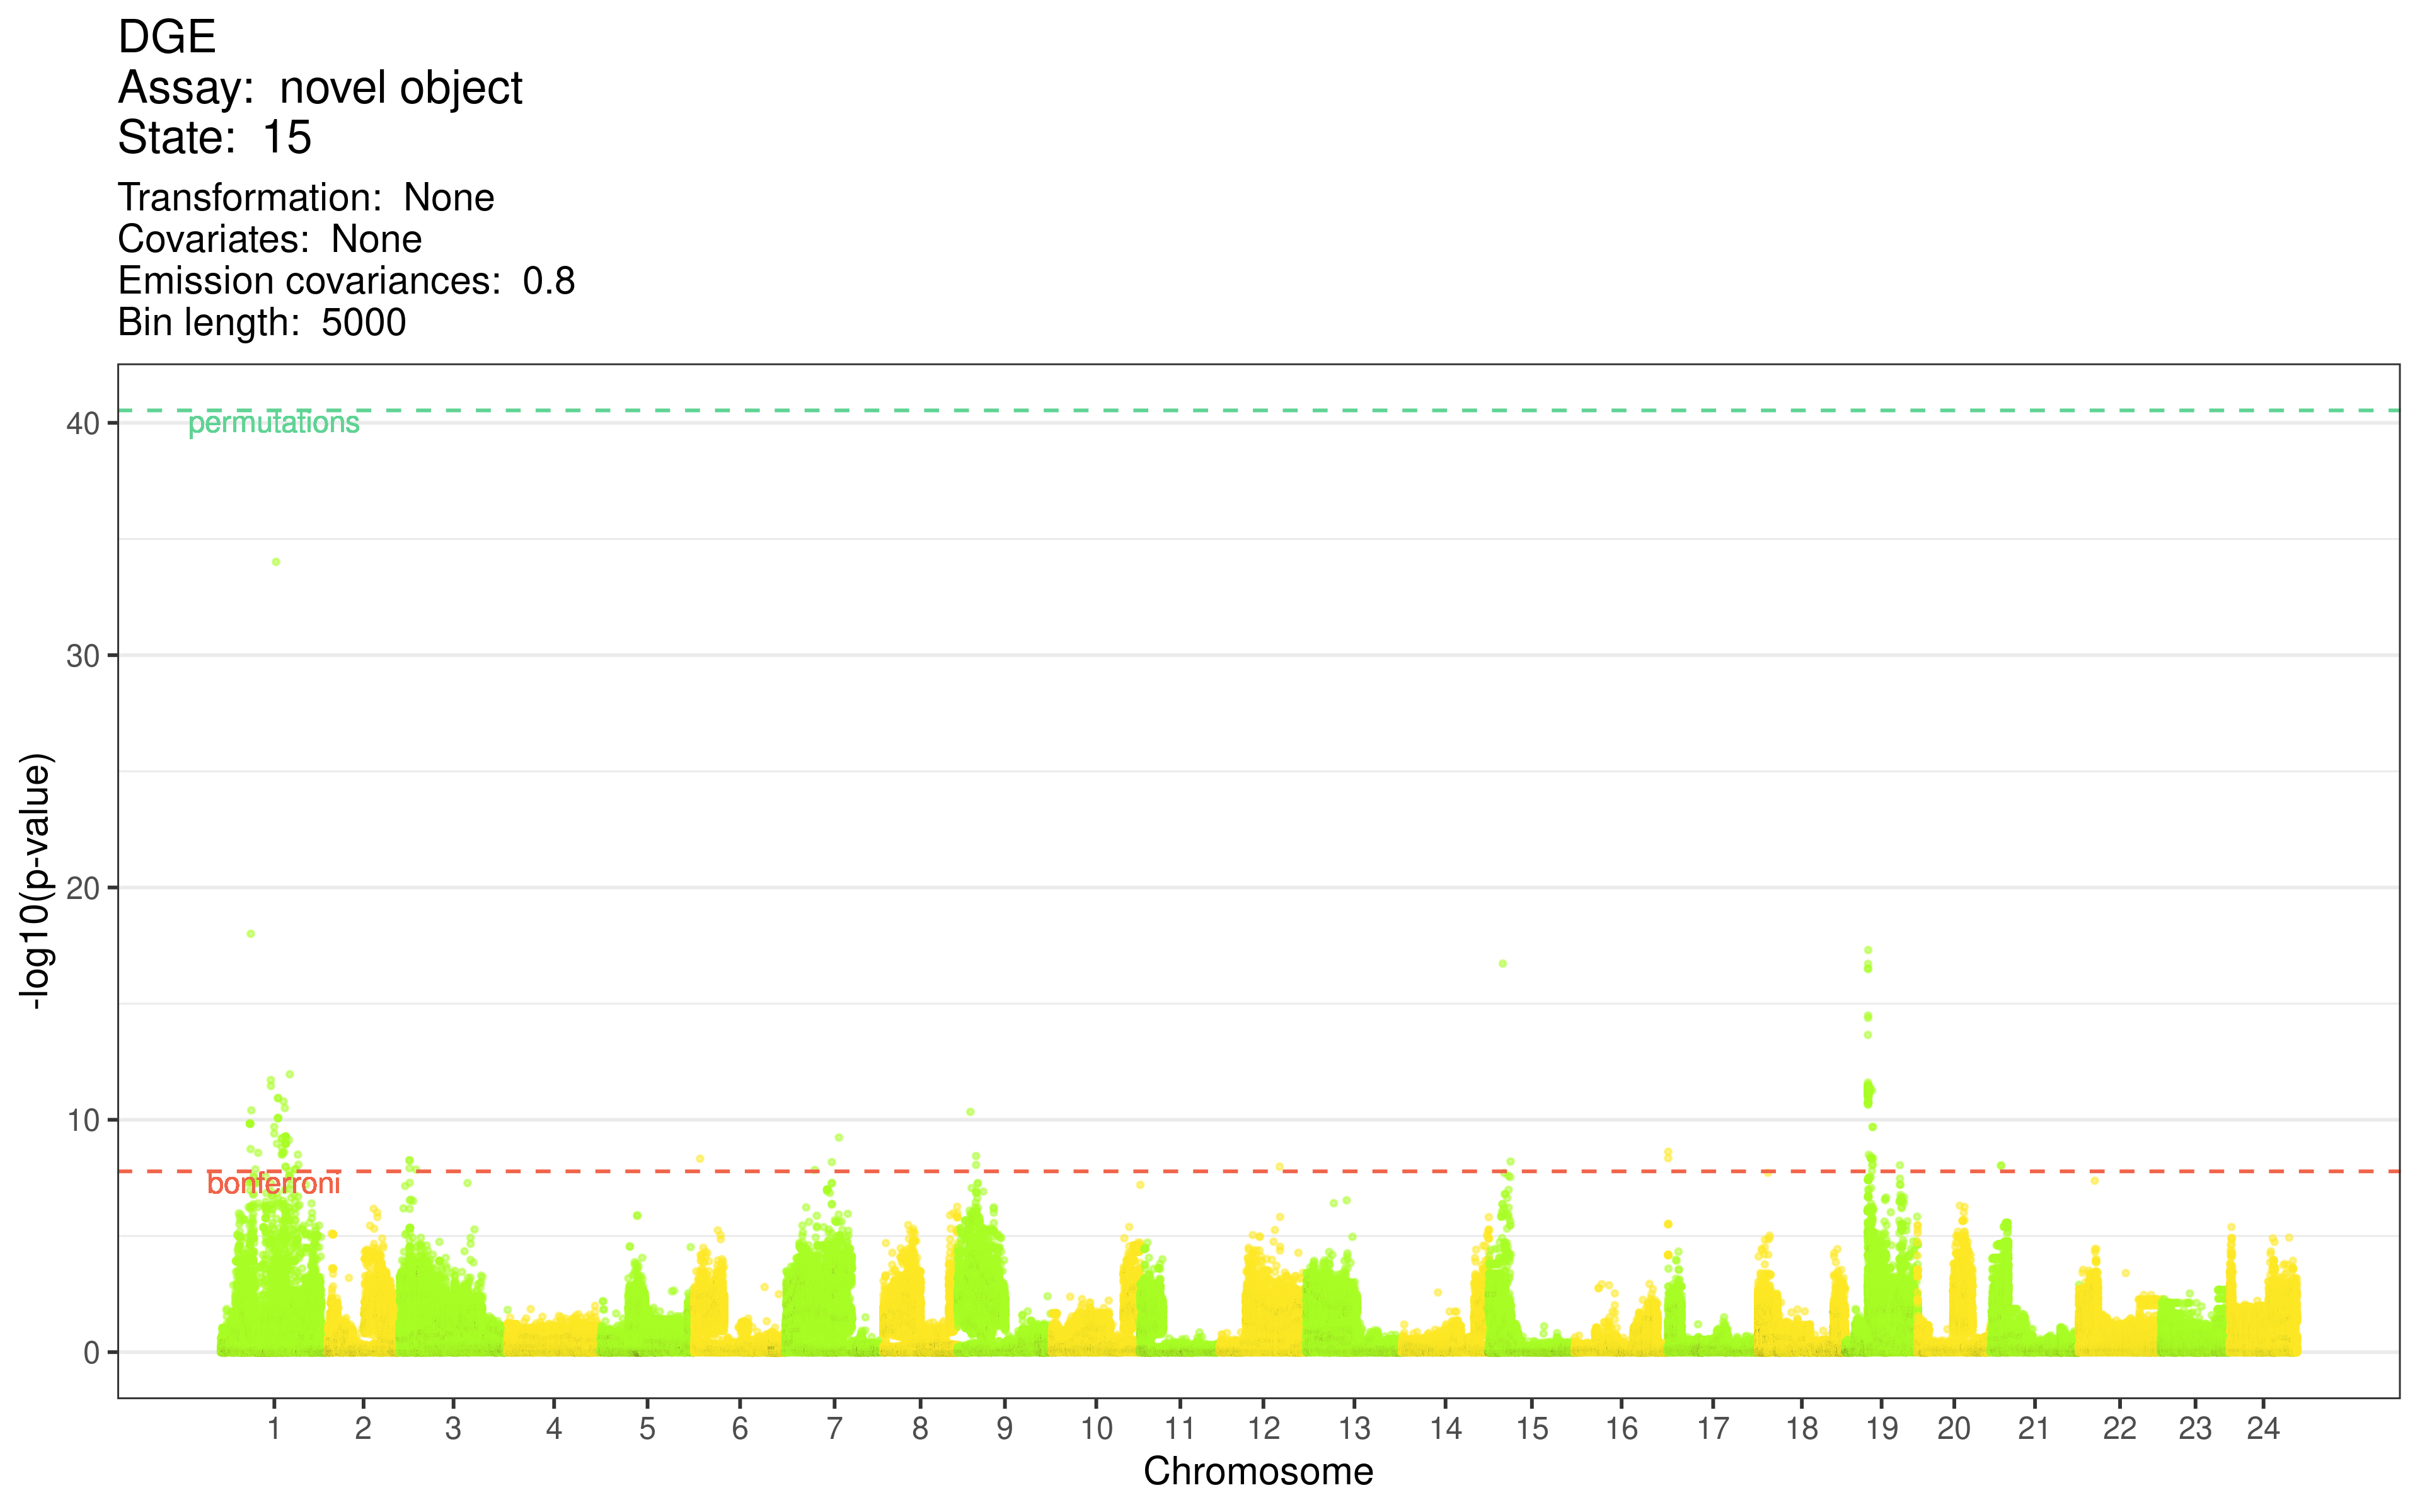 DGE
Assay:  novel object
State:  15
Transformation:  None
Covariates:  None
Emission covariances:  0.8
Bin length:  5000
permutations
bonferroni
-log10(p-value)
40
30
20
10
0
1 2 3 4 5 6 7 8 9 10 11 12 13 14 15 16 17 18 19 20 21 22 23 24
Chromosome